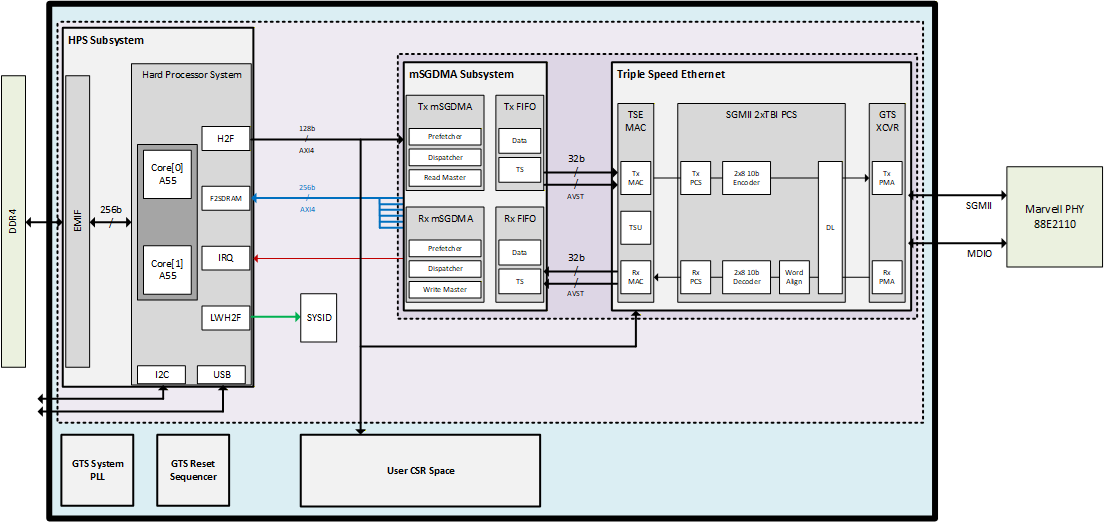 HPS Subsystem
Hard Processor System
DDR4
EMIF
256b
Core[0]
A55
Core[1]
A55
H2F
F2SDRAM
IRQ
LWH2F
I2C
USB
128b
AXI4
256b
AXI4
SYSID
mSGDMA Subsystem
Tx mSGDMA
Prefetcher
Dispatcher
Read Master
Tx FIFO
Data
TS
Rx mSGDMA
Prefetcher
Dispatcher
Write Master
Rx FIFO
Data
TS
32b
AVST
32b
AVST
Triple Speed Ethernet
TSE
MAC
Tx
MAC
TSU
Rx
MAC
SGMII 2xTBI PCS
Tx
PCS
2x8 10b
Encoder
Rx
PCS
2x8 10b
Decoder
Word
Align
DL
GTS
XCVR
Tx
PMA
Rx
PMA
SGMII
MDIO
Marvell PHY
88E2110
GTS System
PLL
GTS Reset
Sequencer
User CSR Space